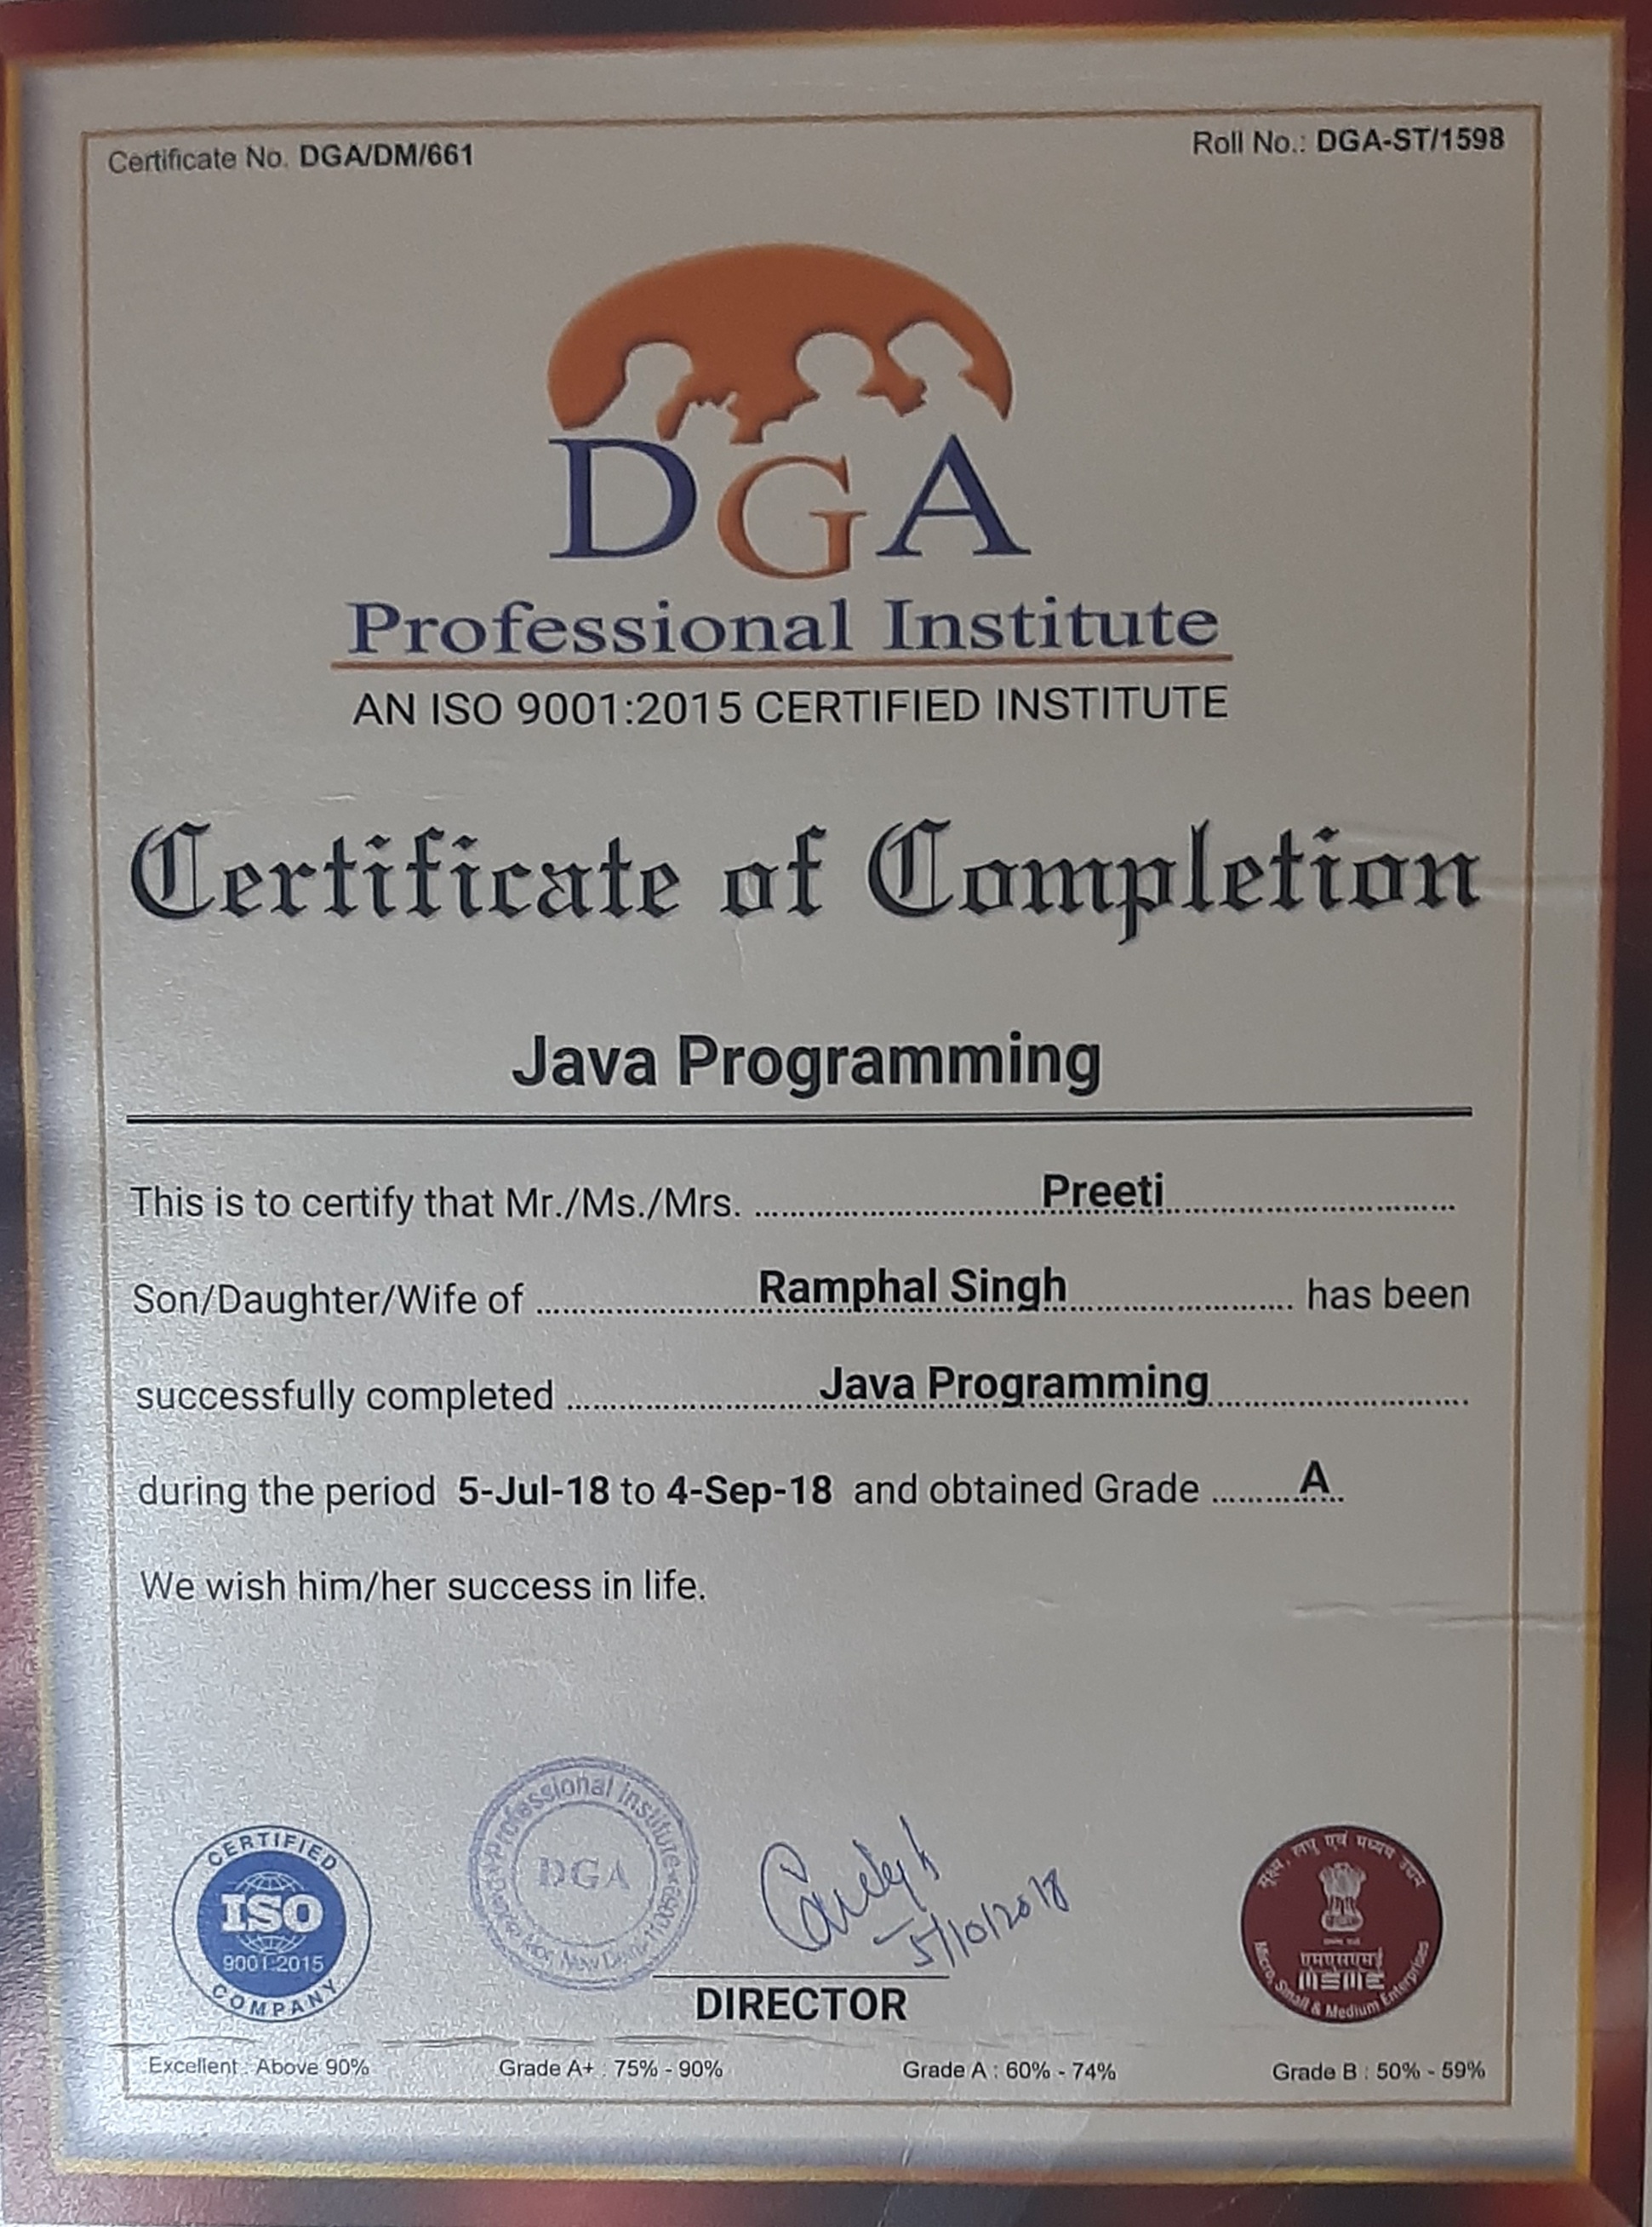 Certificate No. DGA/DM/661
Roll No.: DGA-ST/1598
DGA
Professional Institute
AN ISO 9001:2015 CERTIFIED INSTITUTE
Certificate of Completion
Java Programming
This is to certify that Mr./Ms./Mrs. Preeti
Son/Daughter/Wife of Ramphal Singh has been
successfully completed Java Programming
during the period 5-Jul-18 to 4-Sep-18 and obtained Grade A
We wish him/her success in life.
CERTIFIED
ISO
9001:2015
COMPANY
Professional Institute
DGA
New Delhi
5/10/2018
DIRECTOR
सूक्ष्म, लघु एवं मध्यम उद्यम
एमएसएमई
MSME
Micro, Small & Medium Enterprises
Excellent : Above 90%
Grade A+ : 75% - 90%
Grade A : 60% - 74%
Grade B : 50% - 59%